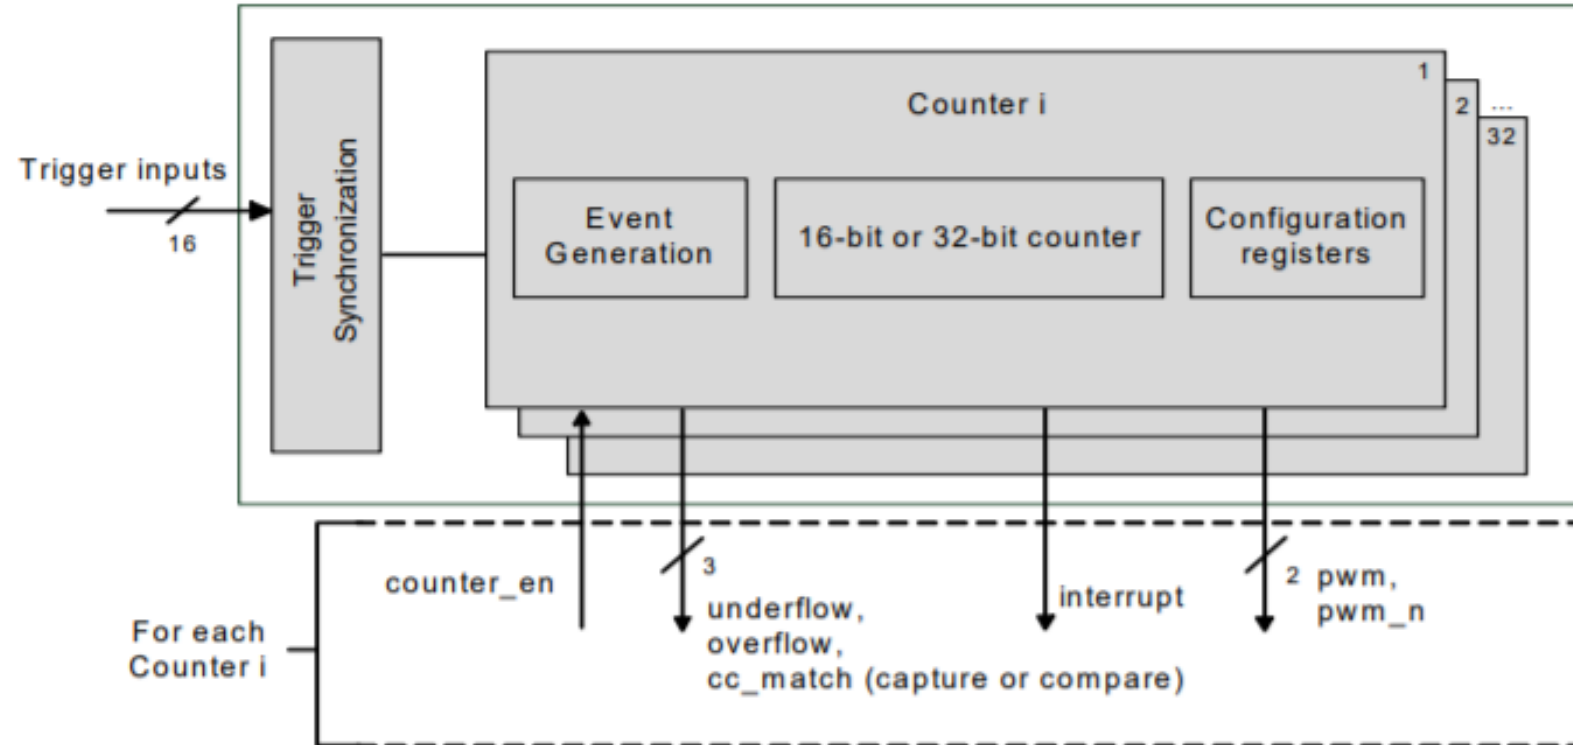 1
Counter i
2
...
32
Trigger inputs
16
Trigger
Synchronization
Event
Generation
16-bit or 32-bit counter
Configuration
registers
counter_en
3
underflow,
overflow,
cc_match (capture or compare)
interrupt
2
pwm,
pwm_n
For each
Counter i